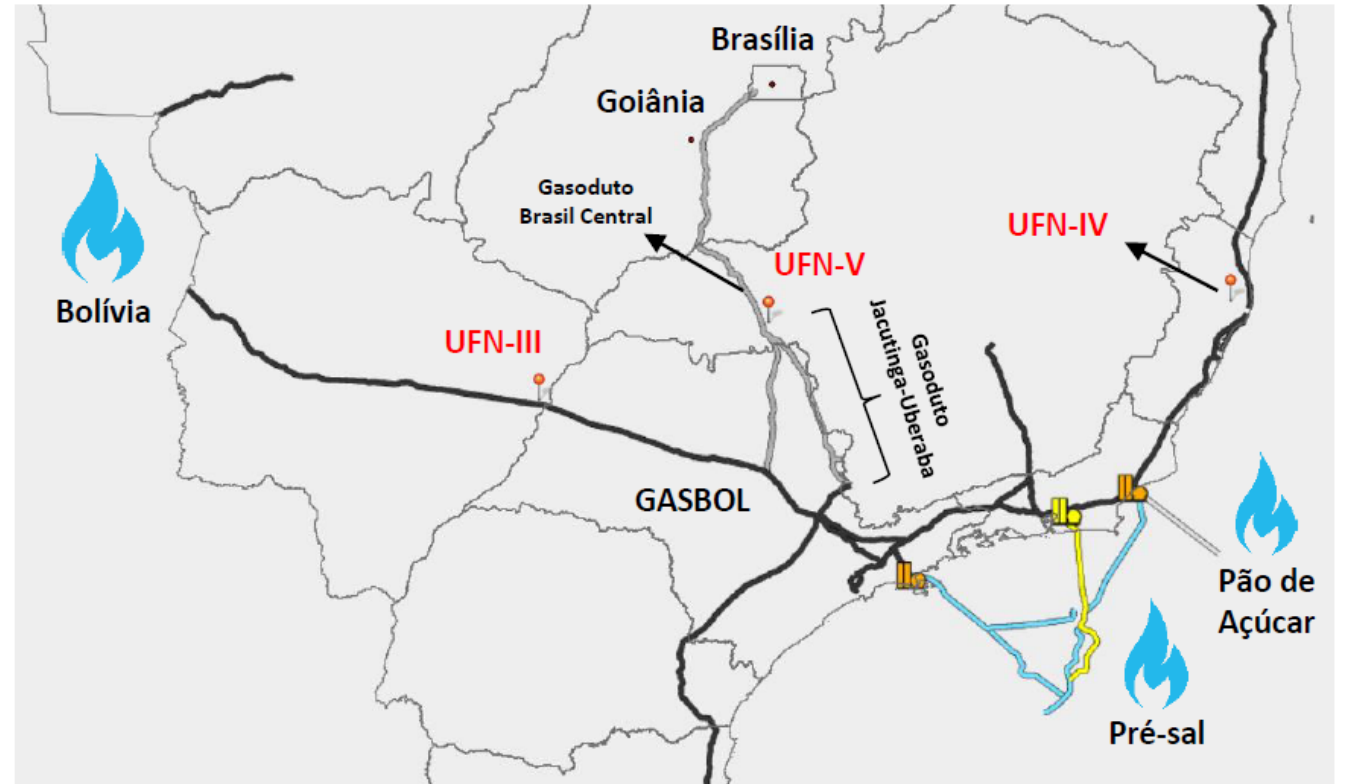 Brasília
Goiânia
Gasoduto
Brasil Central
UFN-IV
UFN-V
Bolívia
UFN-III
Gasoduto
Jacutinga-Uberaba
GASBOL
Pão de
Açúcar
Pré-sal